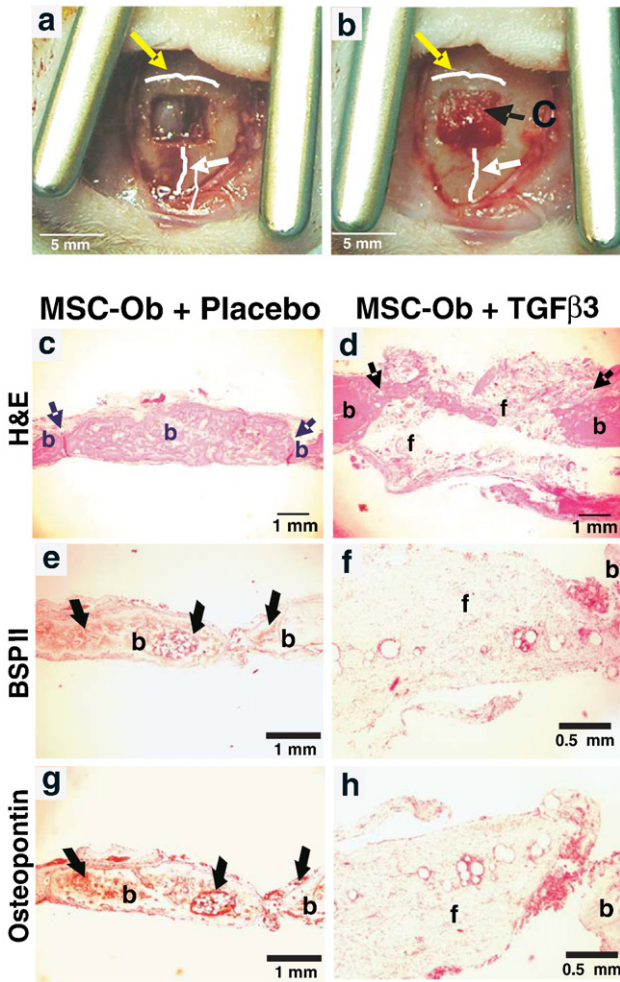 a
b
C
5 mm
5 mm
MSC-Ob + Placebo
MSC-Ob + TGFβ3
H&E
c
b
b
b
1 mm
d
b
f
f
b
1 mm
BSPII
e
b
b
1 mm
f
f
b
0.5 mm
Osteopontin
g
b
b
1 mm
h
f
b
0.5 mm